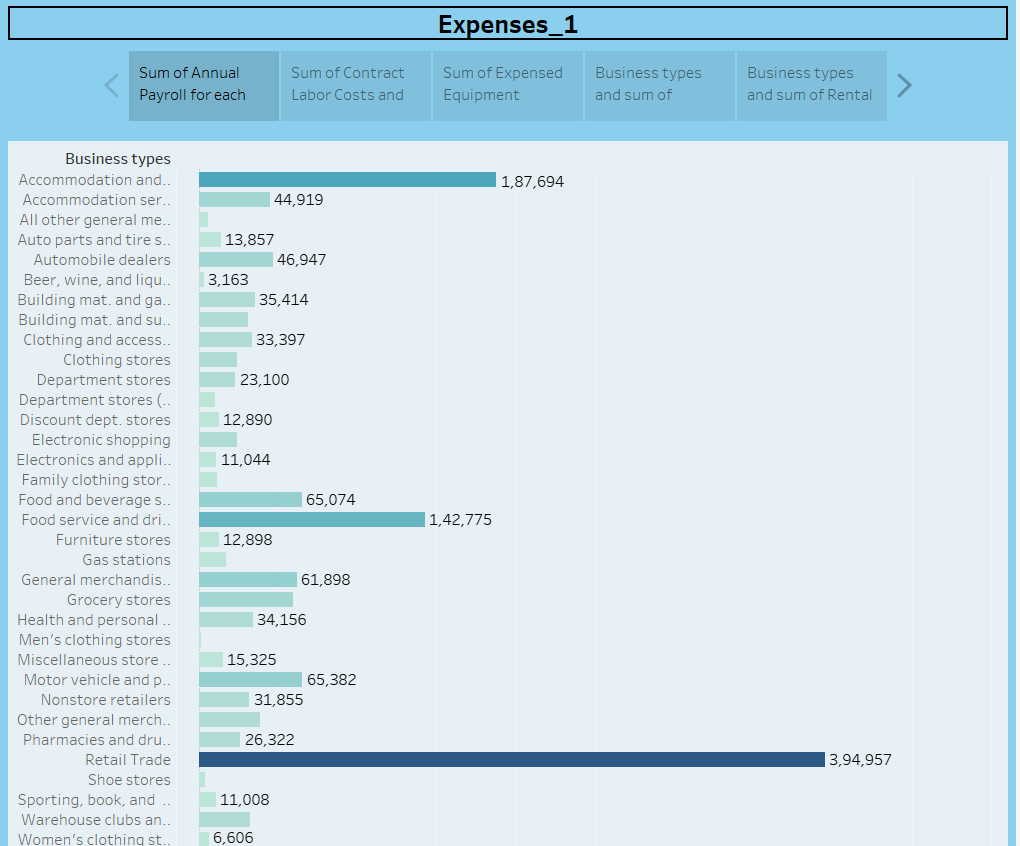 Expenses_1
Sum of Annual
Payroll for each
Sum of Contract
Labor Costs and
Sum of Expensed
Equipment
Business types
and sum of
Business types
and sum of Rental
Business types
Accommodation and.. 1,87,694
Accommodation ser.. 44,919
All other general me..
Auto parts and tire s.. 13,857
Automobile dealers 46,947
Beer, wine, and liqu.. 3,163
Building mat. and ga.. 35,414
Building mat. and su..
Clothing and access.. 33,397
Clothing stores
Department stores 23,100
Department stores (..
Discount dept. stores 12,890
Electronic shopping
Electronics and appli.. 11,044
Family clothing stor..
Food and beverage s.. 65,074
Food service and dri.. 1,42,775
Furniture stores 12,898
Gas stations
General merchandis.. 61,898
Grocery stores
Health and personal .. 34,156
Men's clothing stores
Miscellaneous store .. 15,325
Motor vehicle and p.. 65,382
Nonstore retailers 31,855
Other general merch..
Pharmacies and dru.. 26,322
Retail Trade 3,94,957
Shoe stores
Sporting, book, and .. 11,008
Warehouse clubs an..
Women's clothing st.. 6,606